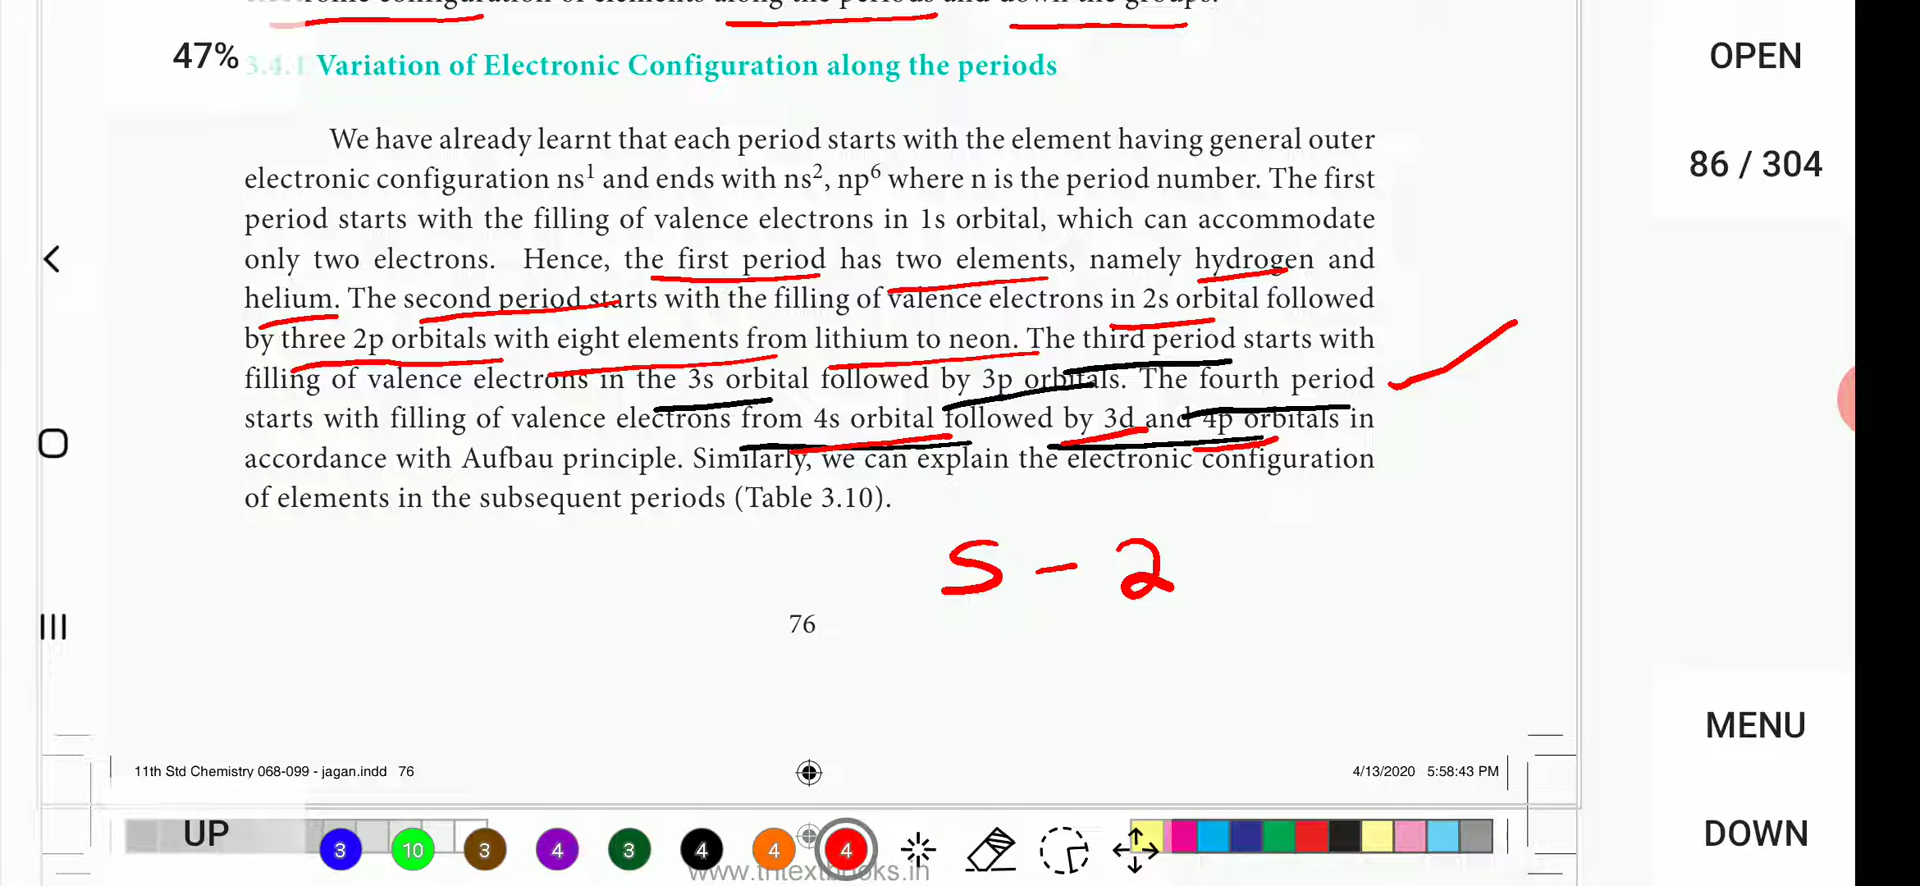 47%
3.4.1 Variation of Electronic Configuration along the periods
We have already learnt that each period starts with the element having general outer
electronic configuration ns¹ and ends with ns², np⁶ where n is the period number. The first
period starts with the filling of valence electrons in 1s orbital, which can accommodate
only two electrons. Hence, the first period has two elements, namely hydrogen and
helium. The second period starts with the filling of valence electrons in 2s orbital followed
by three 2p orbitals with eight elements from lithium to neon. The third period starts with
filling of valence electrons in the 3s orbital followed by 3p orbitals. The fourth period
starts with filling of valence electrons from 4s orbital followed by 3d and 4p orbitals in
accordance with Aufbau principle. Similarly, we can explain the electronic configuration
of elements in the subsequent periods (Table 3.10).
S - 2
76
11th Std Chemistry 068-099 - jagan.indd 76
4/13/2020 5:58:43 PM
OPEN
86 / 304
MENU
DOWN
UP
3 10 3 4 3 4 4 4